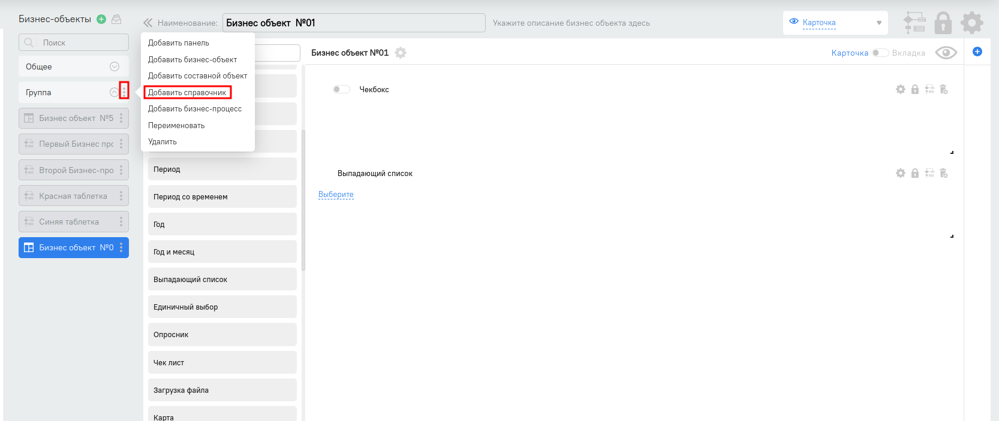 Бизнес-объекты
Поиск
Общее
Группа
Бизнес объект №5
Первый Бизнес прс
Второй Бизнес-про
Красная таблетка
Синяя таблетка
Бизнес объект №0
Наименование:
Бизнес объект №01
Укажите описание бизнес объекта здесь
Карточка
Добавить панель
Добавить бизнес-объект
Добавить составной объект
Добавить справочник
Добавить бизнес-процесс
Переименовать
Удалить
Период
Период со временем
Год
Год и месяц
Выпадающий список
Единичный выбор
Опросник
Чек лист
Загрузка файла
Карта
Бизнес объект №01
Карточка
Вкладка
Чекбокс
Выпадающий список
Выберите